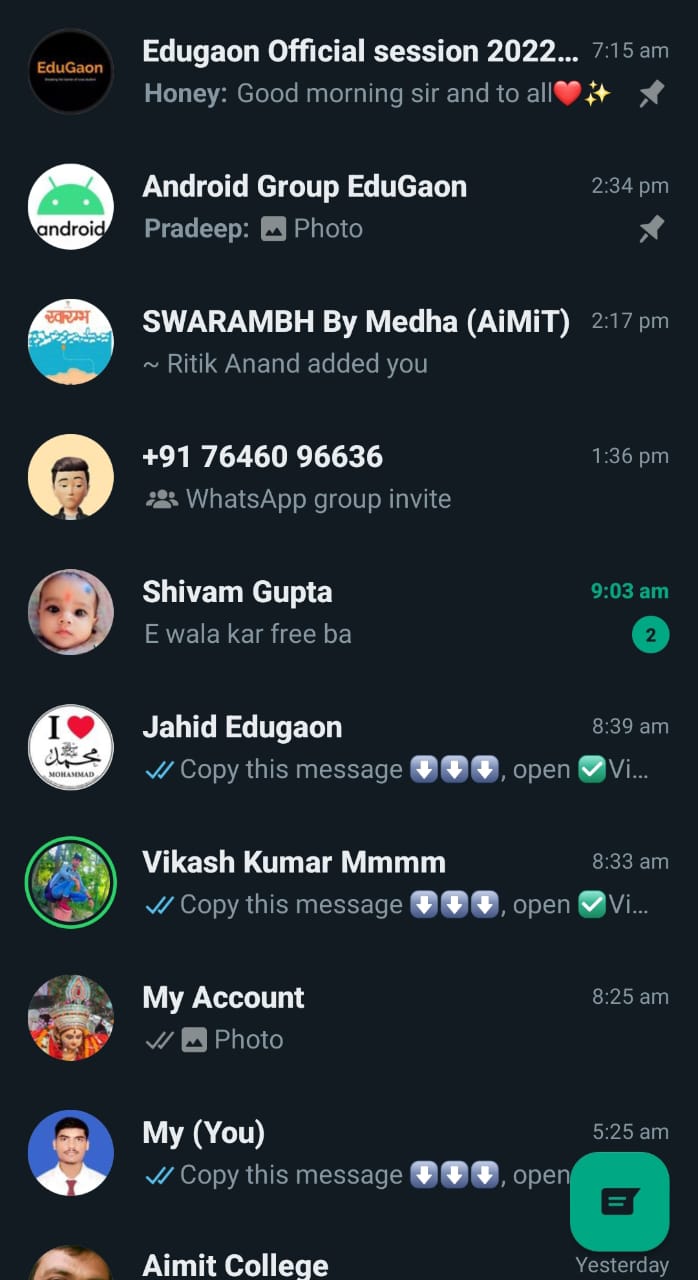 EduGaon
Edugaon Official session 2022... 7:15 am
Honey: Good morning sir and to all❤️✨
android
Android Group EduGaon 2:34 pm
Pradeep: Photo
स्वारम्भ
SWARAMBH By Medha (AiMiT) 2:17 pm
~ Ritik Anand added you
+91 76460 96636 1:36 pm
WhatsApp group invite
Shivam Gupta 9:03 am
E wala kar free ba 2
I ❤️
محمد
MOHAMMAD
Jahid Edugaon 8:39 am
Copy this message ⬇️⬇️⬇️, open ✅Vi...
Vikash Kumar Mmmm 8:33 am
Copy this message ⬇️⬇️⬇️, open ✅Vi...
My Account 8:25 am
Photo
My (You) 5:25 am
Copy this message ⬇️⬇️⬇️, open
Aimit College Yesterday